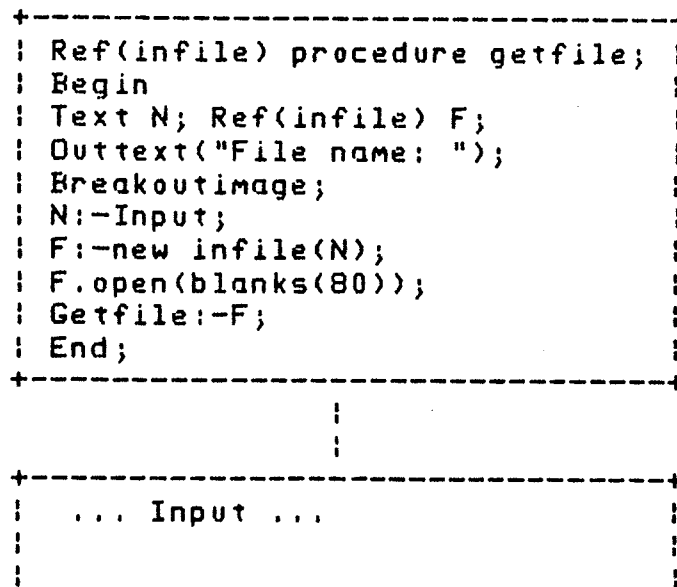 Ref(infile) procedure getfile;
Begin
Text N; Ref(infile) F;
Outtext("File name: ");
Breakoutimage;
N:-Input;
F:-new infile(N);
F.open(blanks(80));
Getfile:-F;
End;
... Input ...